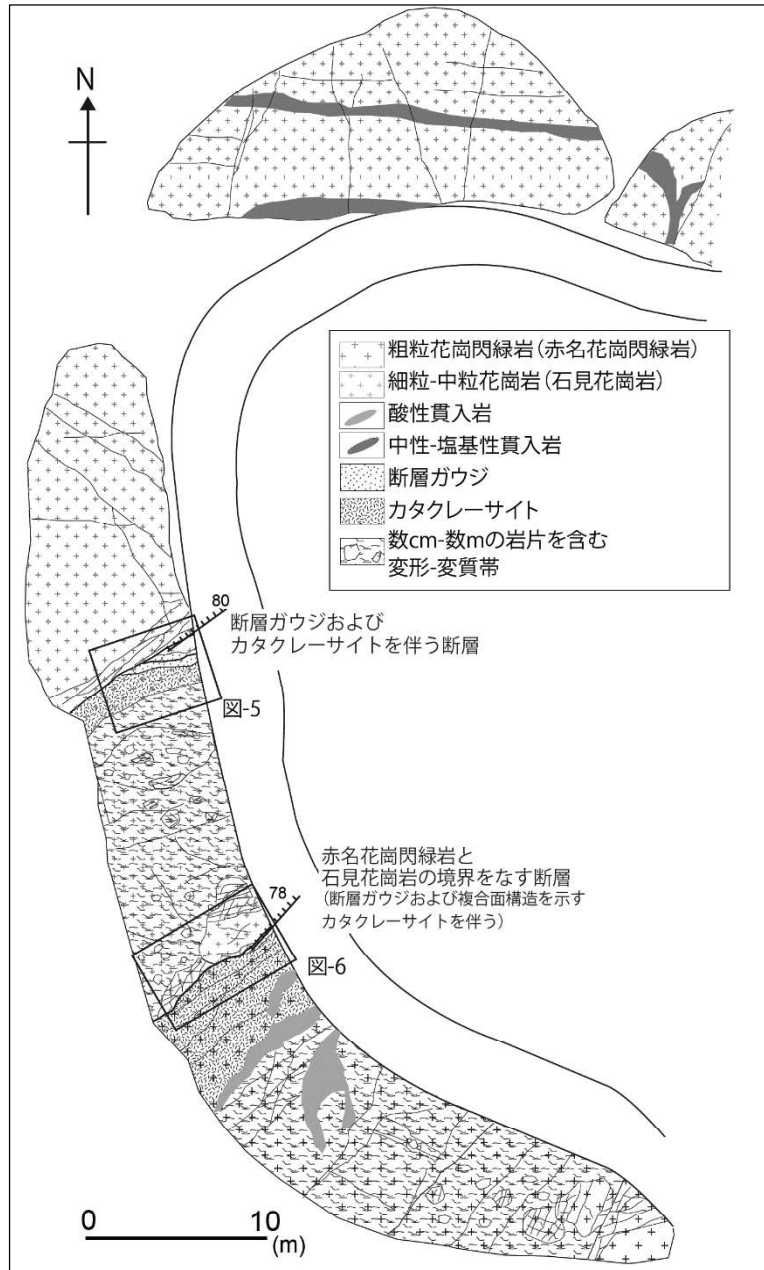 N
粗粒花崗閃緑岩(赤名花崗閃緑岩)
細粒-中粒花崗岩(石見花崗岩)
酸性貫入岩
中性-塩基性貫入岩
断層ガウジ
カタクレーサイト
数cm-数mの岩片を含む
変形-変質帯
80
断層ガウジおよび
カタクレーサイトを伴う断層
図-5
赤名花崗閃緑岩と
石見花崗岩の境界をなす断層
(断層ガウジおよび複合面構造を示す
カタクレーサイトを伴う)
78
図-6
0 10
(m)